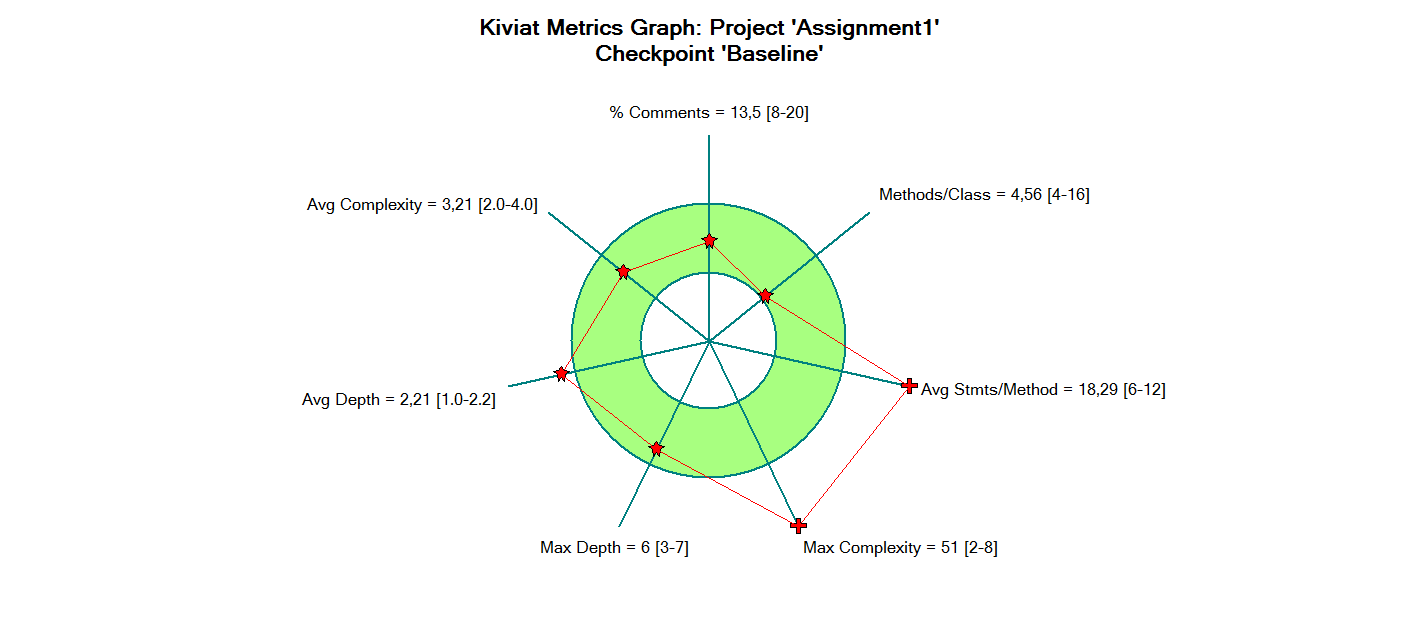 Kiviat Metrics Graph: Project 'Assignment1'
Checkpoint 'Baseline'
% Comments = 13,5 [8-20]
Methods/Class = 4,56 [4-16]
Avg Complexity = 3,21 [2.0-4.0]
Avg Stmts/Method = 18,29 [6-12]
Avg Depth = 2,21 [1.0-2.2]
Max Depth = 6 [3-7]
Max Complexity = 51 [2-8]